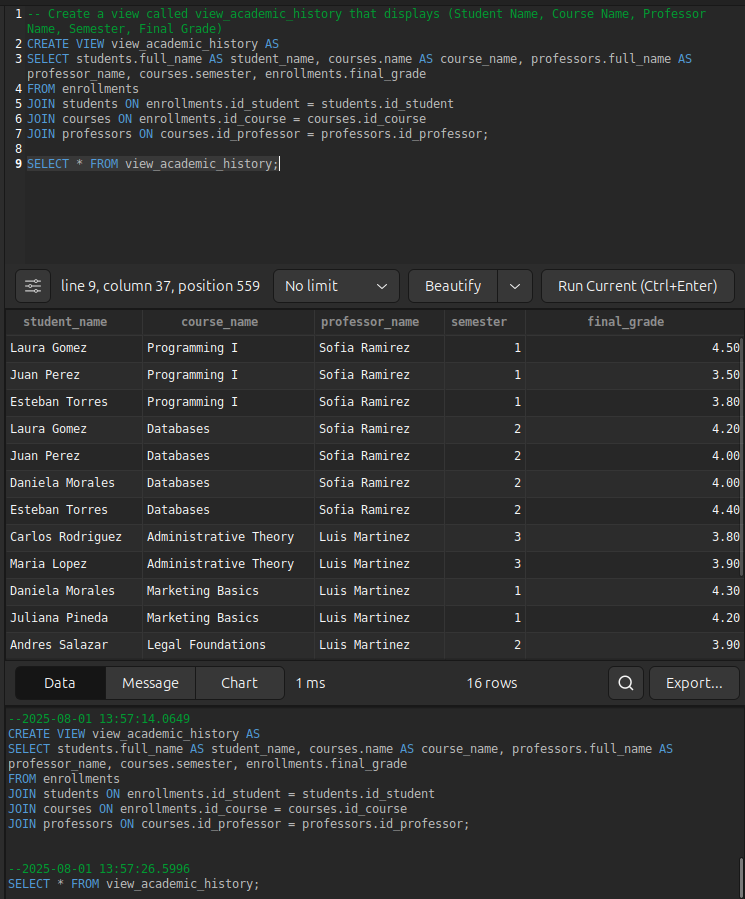 1 -- Create a view called view_academic_history that displays (Student Name, Course Name, Professor
Name, Semester, Final Grade)
2 CREATE VIEW view_academic_history AS
3 SELECT students.full_name AS student_name, courses.name AS course_name, professors.full_name AS
professor_name, courses.semester, enrollments.final_grade
4 FROM enrollments
5 JOIN students ON enrollments.id_student = students.id_student
6 JOIN courses ON enrollments.id_course = courses.id_course
7 JOIN professors ON courses.id_professor = professors.id_professor;
8
9 SELECT * FROM view_academic_history;
line 9, column 37, position 559 No limit Beautify Run Current (Ctrl+Enter)
student_name course_name professor_name semester final_grade
Laura Gomez Programming I Sofia Ramirez 1 4.50
Juan Perez Programming I Sofia Ramirez 1 3.50
Esteban Torres Programming I Sofia Ramirez 1 3.80
Laura Gomez Databases Sofia Ramirez 2 4.20
Juan Perez Databases Sofia Ramirez 2 4.00
Daniela Morales Databases Sofia Ramirez 2 4.00
Esteban Torres Databases Sofia Ramirez 2 4.40
Carlos Rodriguez Administrative Theory Luis Martinez 3 3.80
Maria Lopez Administrative Theory Luis Martinez 3 3.90
Daniela Morales Marketing Basics Luis Martinez 1 4.30
Juliana Pineda Marketing Basics Luis Martinez 1 4.20
Andres Salazar Legal Foundations Luis Martinez 2 3.90
Data Message Chart 1 ms 16 rows Export...
--2025-08-01 13:57:14.0649
CREATE VIEW view_academic_history AS
SELECT students.full_name AS student_name, courses.name AS course_name, professors.full_name AS
professor_name, courses.semester, enrollments.final_grade
FROM enrollments
JOIN students ON enrollments.id_student = students.id_student
JOIN courses ON enrollments.id_course = courses.id_course
JOIN professors ON courses.id_professor = professors.id_professor;
--2025-08-01 13:57:26.5996
SELECT * FROM view_academic_history;